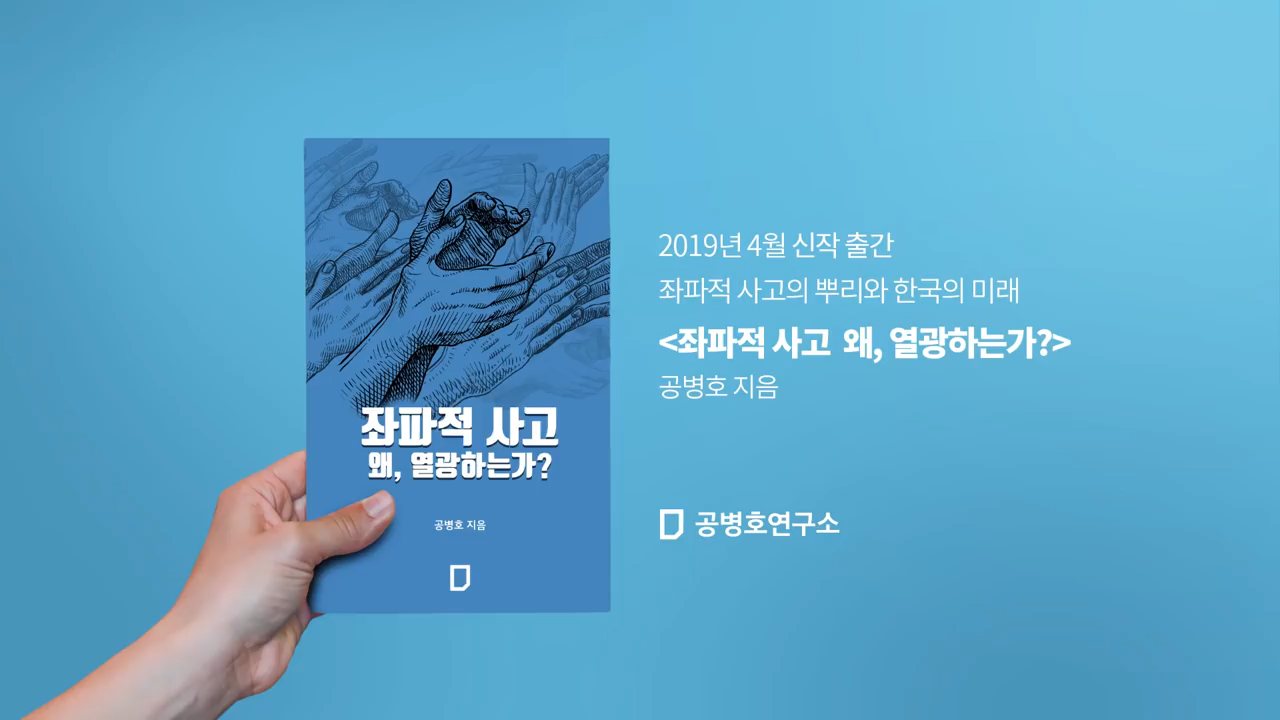 좌파적 사고
왜, 열광하는가?
공병호 지음
2019년 4월 신작 출간
좌파적 사고의 뿌리와 한국의 미래
<좌파적 사고 왜, 열광하는가?>
공병호 지음
공병호연구소